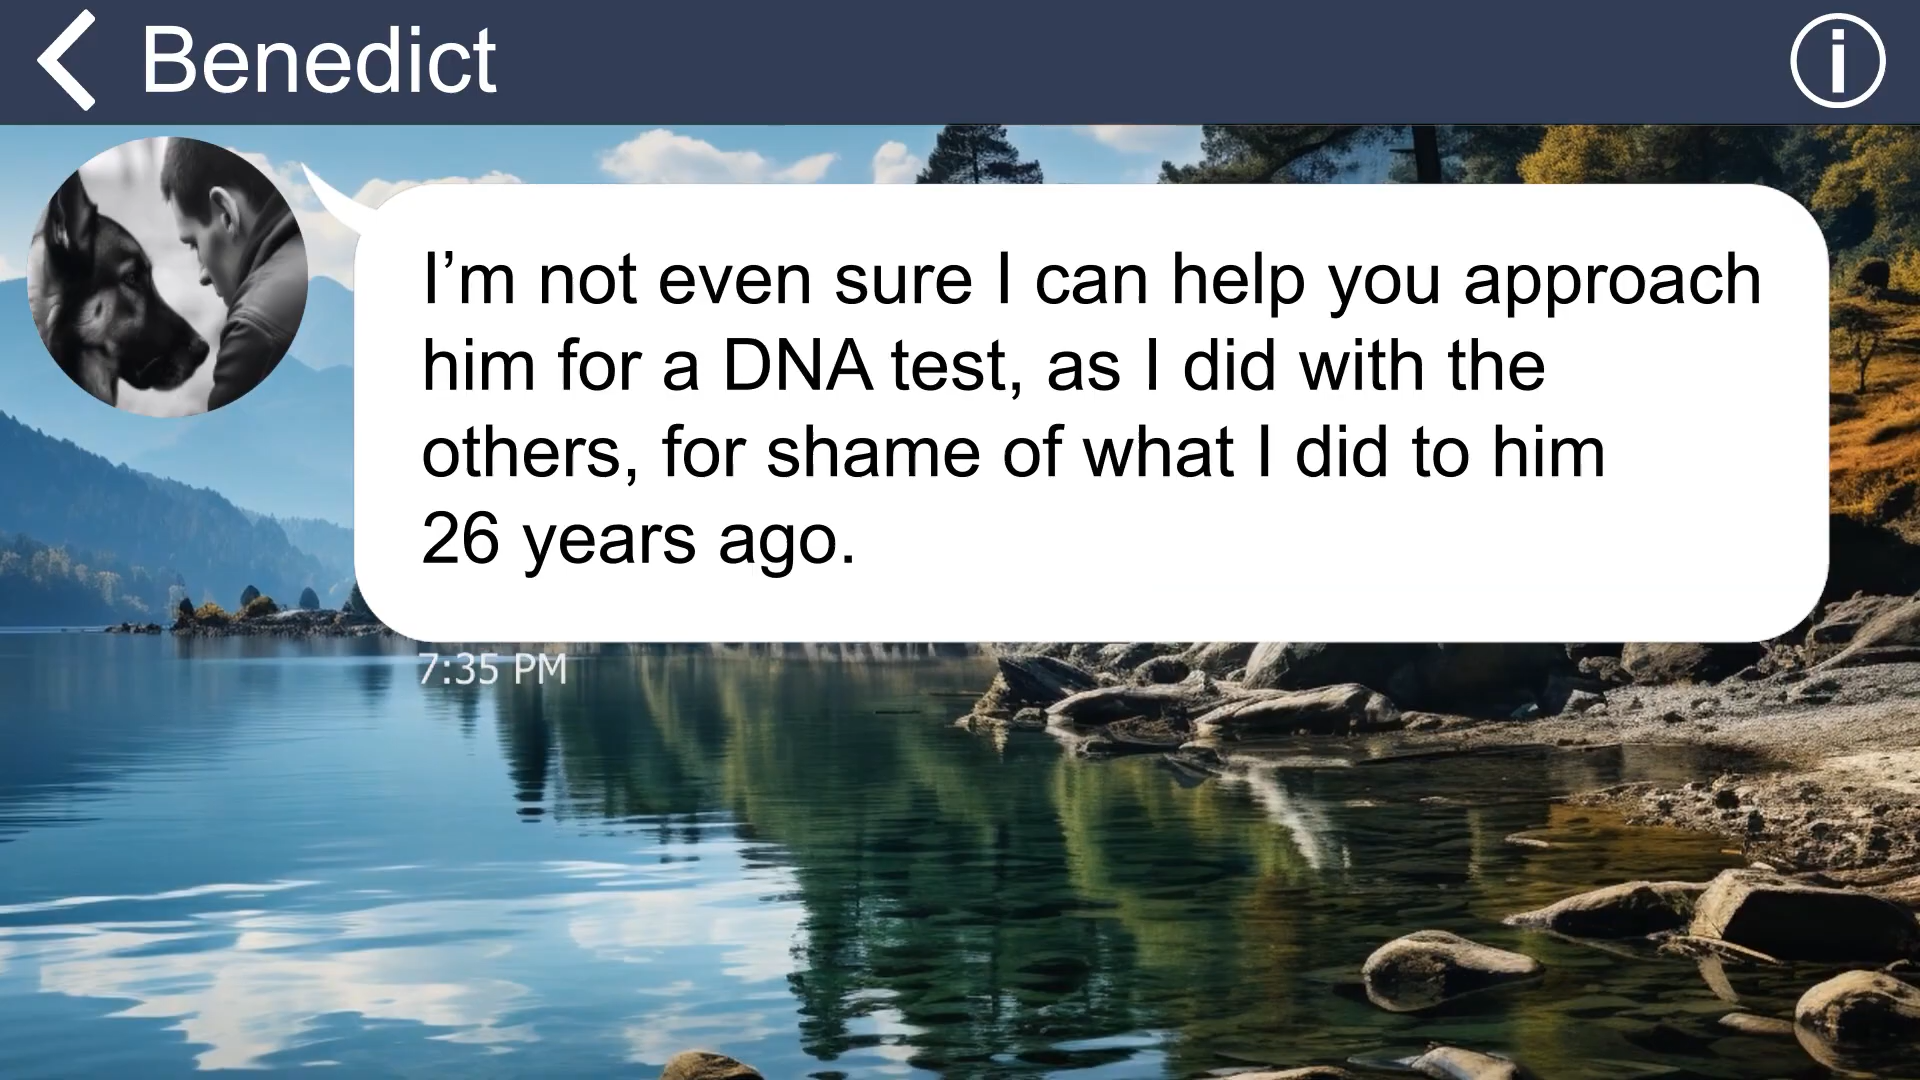 Benedict
i
I’m not even sure I can help you approach
him for a DNA test, as I did with the
others, for shame of what I did to him
26 years ago.
7:35 PM